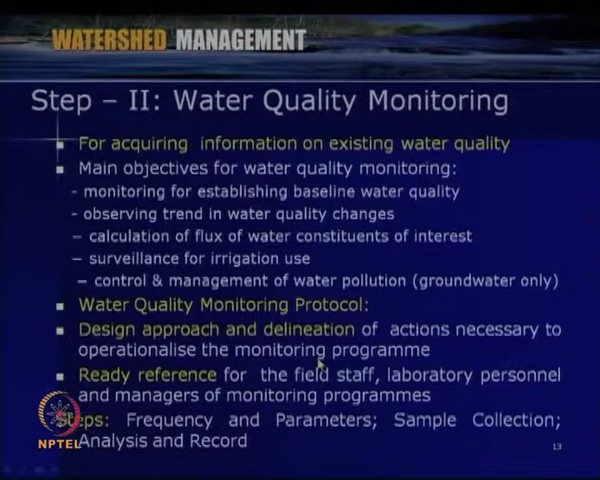 WATERSHED MANAGEMENT
Step – II: Water Quality Monitoring
For acquiring information on existing water quality
Main objectives for water quality monitoring:
- monitoring for establishing baseline water quality
- observing trend in water quality changes
– calculation of flux of water constituents of interest
– surveillance for irrigation use
– control & management of water pollution (groundwater only)
Water Quality Monitoring Protocol:
Design approach and delineation of actions necessary to
operationalise the monitoring programme
Ready reference for the field staff, laboratory personnel
and managers of monitoring programmes
Steps: Frequency and Parameters; Sample Collection;
Analysis and Record
NPTEL
13